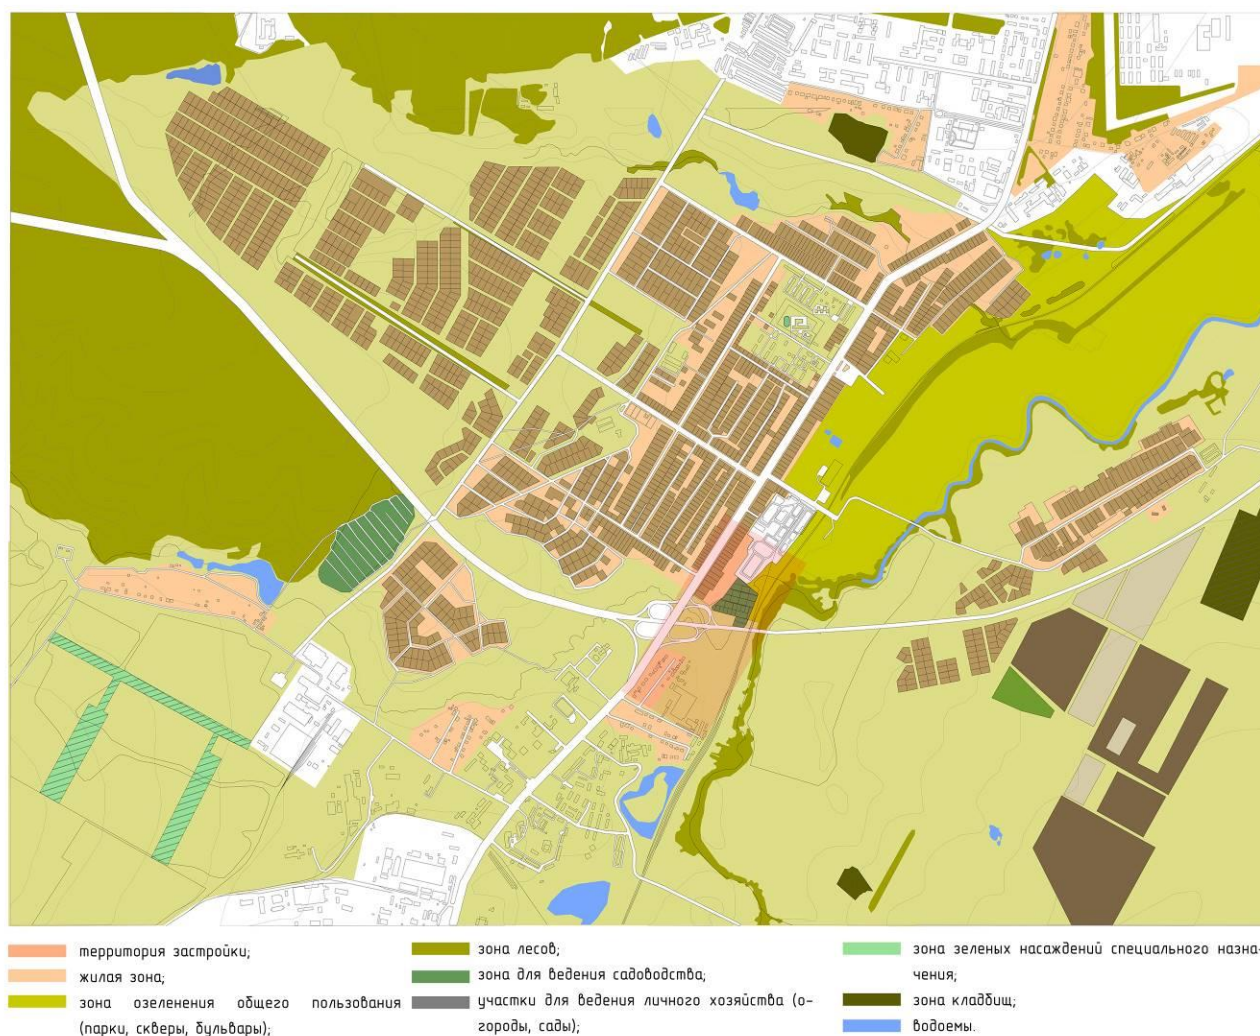 территория застройки;
жилая зона;
зона озеленения общего пользования
(парки, скверы, бульвары);
зона лесов;
зона для ведения садоводства;
участки для ведения личного хозяйства (о-
городы, сады);
зона зеленых насаждений специального назна-
чения;
зона кладбищ;
водоемы.